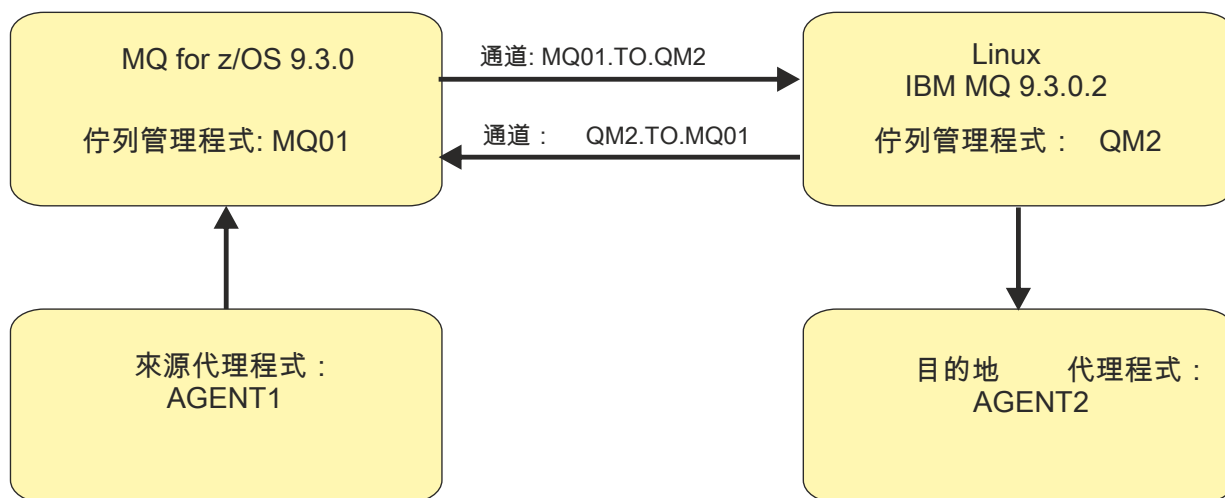 MQ for z/OS 9.3.0
佇列管理程式: MQ01
通道: MQ01.TO.QM2
通道： QM2.TO.MQ01
Linux
IBM MQ 9.3.0.2
佇列管理程式： QM2
來源代理程式：
AGENT1
目的地 代理程式：
AGENT2